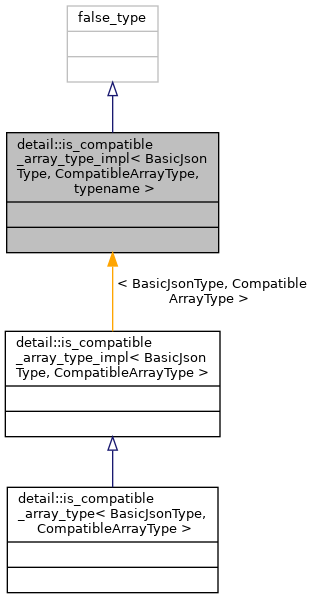 false_type
detail::is_compatible
_array_type_impl< BasicJson
Type, CompatibleArrayType,
typename >
< BasicJsonType, Compatible
ArrayType >
detail::is_compatible
_array_type_impl< BasicJson
Type, CompatibleArrayType >
detail::is_compatible
_array_type< BasicJsonType,
CompatibleArrayType >